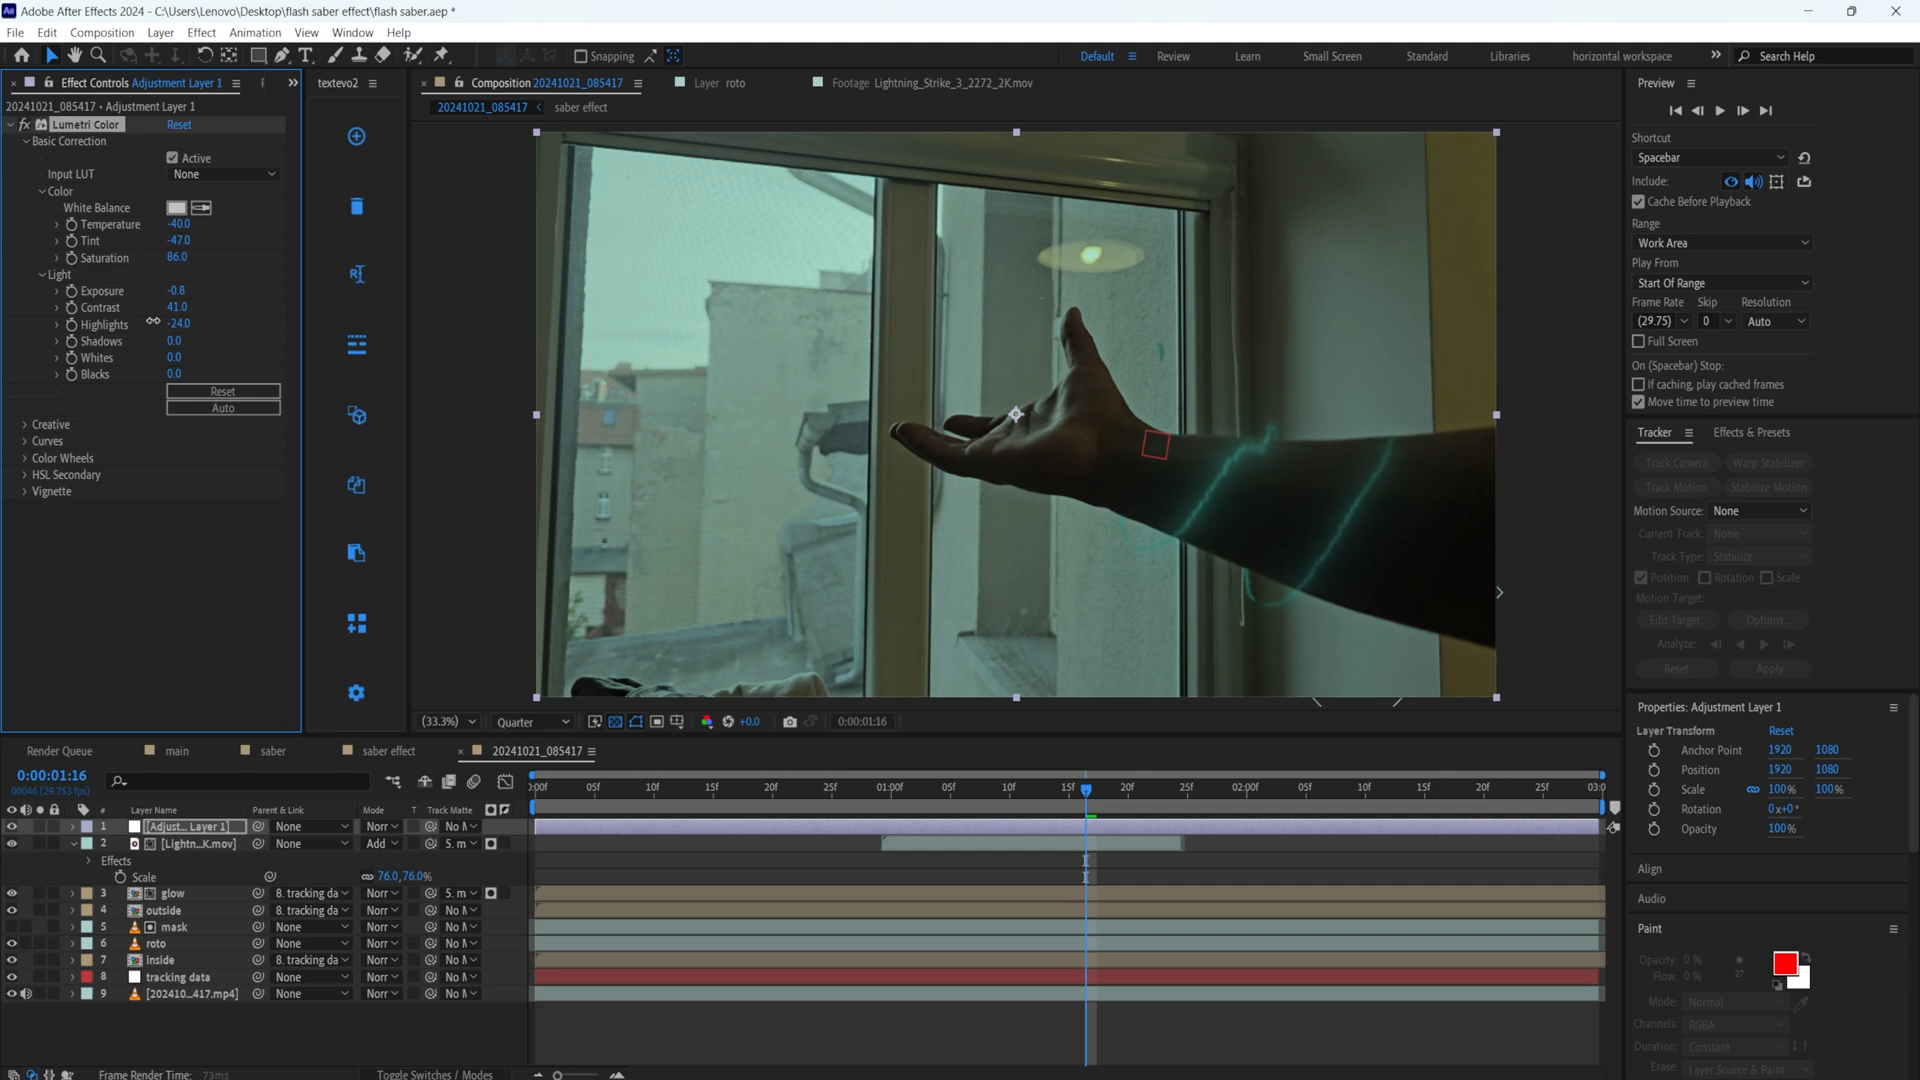 Adobe After Effects 2024 - C:\Users\Lenovo\Desktop\flash saber effect\flash saber.aep *
File Edit Composition Layer Effect Animation View Window Help
Snapping
Default Review Learn Small Screen Standard Libraries horizontal workspace Search Help
Effect Controls Adjustment Layer 1
20241021_085417 • Adjustment Layer 1
fx Lumetri Color Reset
Basic Correction
Active
Input LUT None
Color
White Balance
Temperature -40.0
Tint -47.0
Saturation 86.0
Light
Exposure -0.8
Contrast 41.0
Highlights -24.0
Shadows 0.0
Whites 0.0
Blacks 0.0
Reset
Auto
Creative
Curves
Color Wheels
HSL Secondary
Vignette
textevo2
Composition 20241021_085417 Layer roto Footage Lightning_Strike_3_2272_2K.mov
20241021_085417 saber effect
(33.3%) Quarter +0.0 0:00:01:16
Preview
Shortcut
Spacebar
Include:
Cache Before Playback
Range
Work Area
Play From
Start Of Range
Frame Rate Skip Resolution
(29.75) 0 Auto
Full Screen
On (Spacebar) Stop:
If caching, play cached frames
Move time to preview time
Tracker Effects & Presets
Track Camera Warp Stabilizer
Track Motion Stabilize Motion
Motion Source: None
Current Track: None
Track Type: Stabilize
Position Rotation Scale
Motion Target:
Edit Target... Options...
Analyze:
Reset Apply
Properties: Adjustment Layer 1
Layer Transform Reset
Anchor Point 1920 1080
Position 1920 1080
Scale 100% 100%
Rotation 0x+0°
Opacity 100%
Align
Audio
Paint
Opacity: 0 %
Flow: 0 % 27
Mode: Normal
Channels: RGBA
Duration: Constant 1 f
Erase: Layer Source & Paint
Render Queue main saber saber effect 20241021_085417
0:00:01:16
00046 (29.753 fps)
:00f 05f 10f 15f 20f 25f 01:00f 05f 10f 15f 20f 25f 02:00f 05f 10f 15f 20f 25f 03:0
# Layer Name Parent & Link Mode T Track Matte
1 [Adjust... Layer 1] None Norr No M
2 [Lightn...K.mov] None Add 5. m
Effects
Scale 76.0,76.0%
3 glow 8. tracking da Norr 5. m
4 outside 8. tracking da Norr No M
5 mask None Norr No M
6 roto None Norr No M
7 inside 8. tracking da Norr No M
8 tracking data None Norr No M
9 [202410...417.mp4] None Norr No M
Frame Render Time: 73ms Toggle Switches / Modes